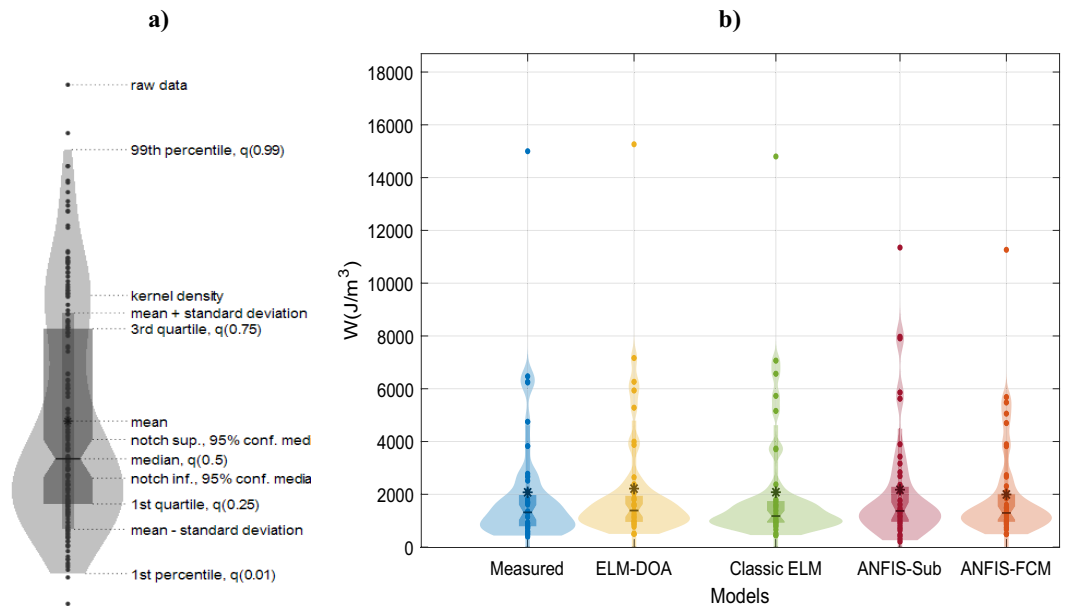 a)
raw data
99th percentile, q(0.99)
kernel density
mean + standard deviation
3rd quartile, q(0.75)
mean
notch sup., 95% conf. med
median, q(0.5)
notch inf., 95% conf. media
1st quartile, q(0.25)
mean - standard deviation
1st percentile, q(0.01)
b)
W(J/m³)
18000
16000
14000
12000
10000
8000
6000
4000
2000
0
Measured ELM-DOA Classic ELM ANFIS-Sub ANFIS-FCM
Models